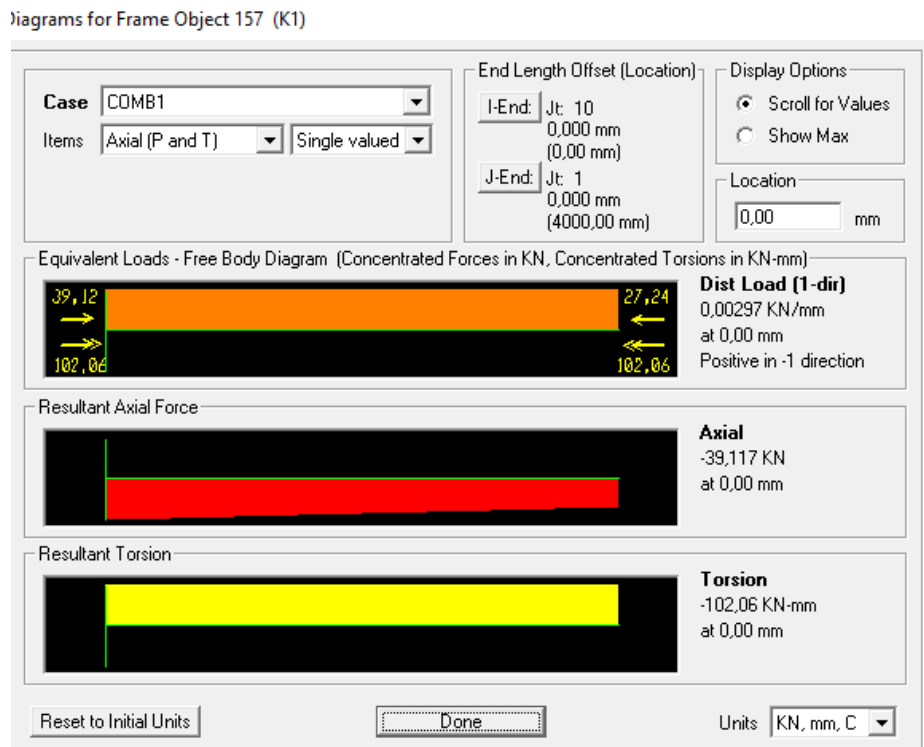 Diagrams for Frame Object 157 (K1)
Case COMB1
Items Axial (P and T) Single valued
End Length Offset (Location)
I-End: Jt: 10
0,000 mm
(0,00 mm)
J-End: Jt: 1
0,000 mm
(4000,00 mm)
Display Options
Scroll for Values
Show Max
Location
0,00 mm
Equivalent Loads - Free Body Diagram (Concentrated Forces in KN, Concentrated Torsions in KN-mm)
39,12 27,24
102,06 102,06
Dist Load (1-dir)
0,00297 KN/mm
at 0,00 mm
Positive in -1 direction
Resultant Axial Force
Axial
-39,117 KN
at 0,00 mm
Resultant Torsion
Torsion
-102,06 KN-mm
at 0,00 mm
Reset to Initial Units Done Units KN, mm, C